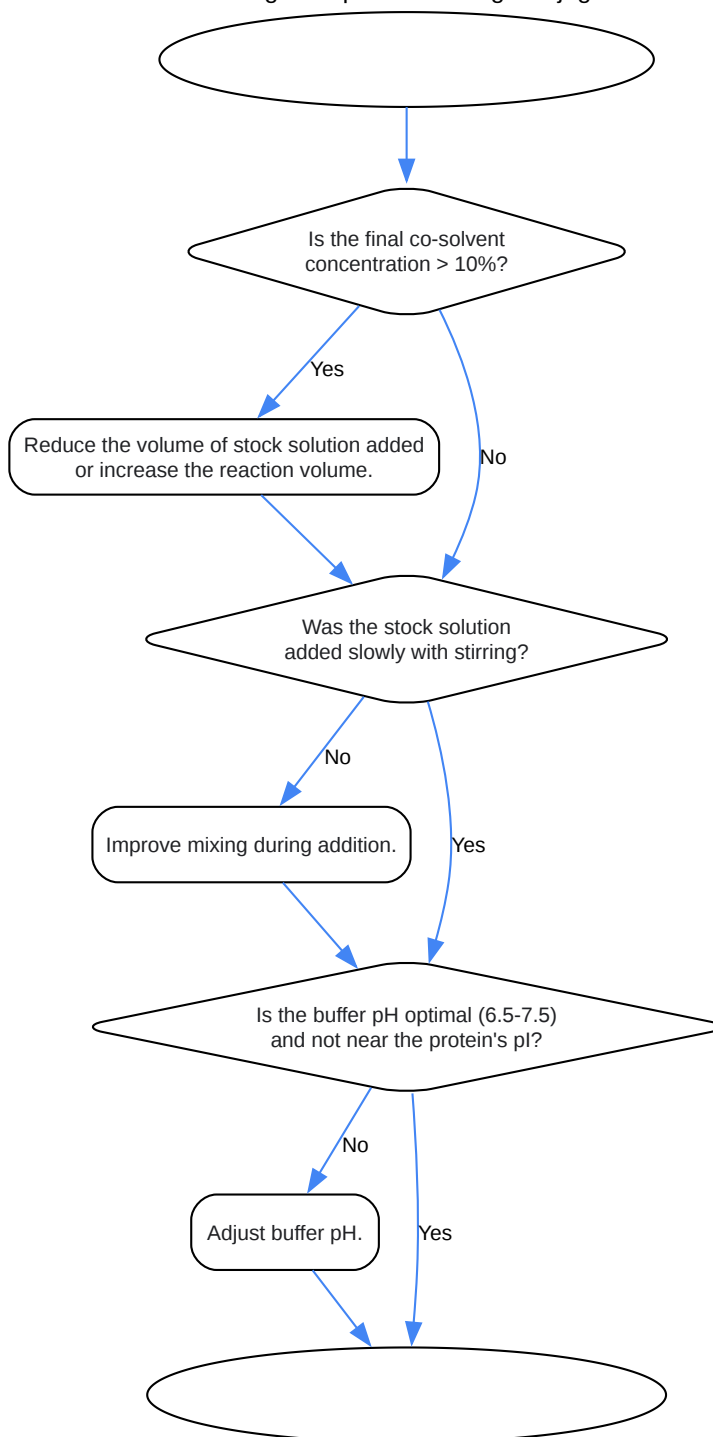 Is the final co-solvent
concentration > 10%?
Yes
Reduce the volume of stock solution added
or increase the reaction volume.
No
Was the stock solution
added slowly with stirring?
No
Improve mixing during addition.
Yes
Is the buffer pH optimal (6.5-7.5)
and not near the protein's pI?
No
Adjust buffer pH.
Yes